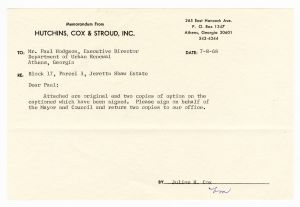 Memorandum From
HUTCHINS, COX & STROUD, INC.
265 East Hancock Ave.
P. O. Box 1347
Athens, Georgia 30601
543-4344
TO: Mr. Paul Hodgson, Executive Director
Department of Urban Renewal
Athens, Georgia
DATE: 7-8-68
RE: Block 17, Parcel 3, Jeretta Shaw Estate
Dear Paul:
Attached are original and two copies of option on the
captioned which have been signed. Please sign on behalf of
the Mayor and Council and return two copies to our office.
BY Julius H. Cox